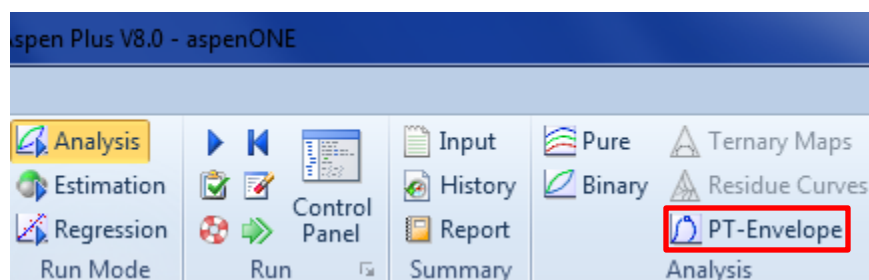 Aspen Plus V8.0 - aspenONE
Analysis
Estimation
Regression
Run Mode
Control
Panel
Run
Input
History
Report
Summary
Pure
Binary
Ternary Maps
Residue Curves
PT-Envelope
Analysis